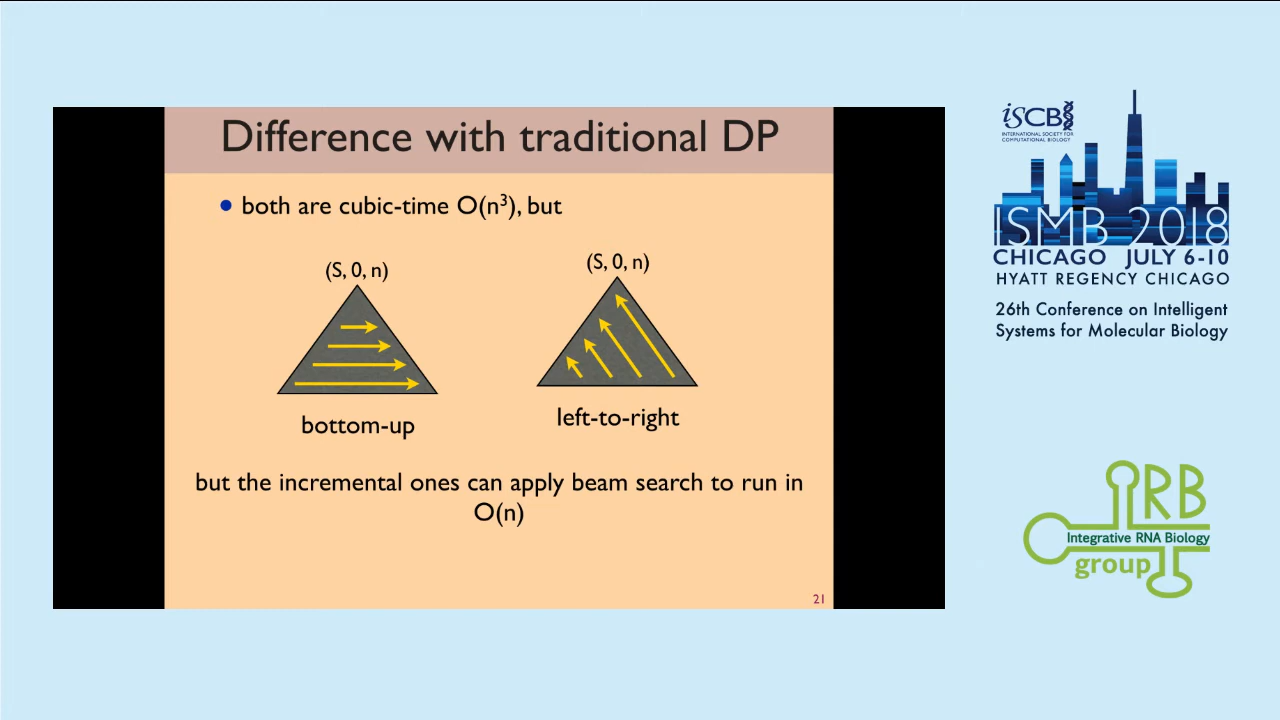 Difference with traditional DP
both are cubic-time O(n³), but
(S, 0, n)
(S, 0, n)
bottom-up
left-to-right
but the incremental ones can apply beam search to run in
O(n)
21
iSCB
INTERNATIONAL SOCIETY FOR
COMPUTATIONAL BIOLOGY
ISMB 2018
CHICAGO JULY 6-10
HYATT REGENCY CHICAGO
26th Conference on Intelligent
Systems for Molecular Biology
IRB
Integrative RNA Biology
group